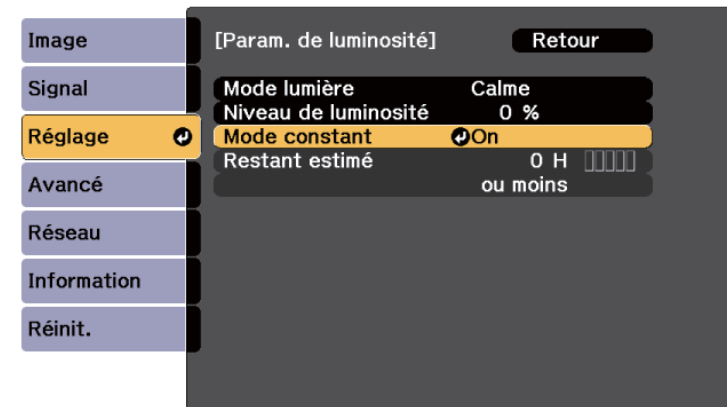 Image
Signal
Réglage
Avancé
Réseau
Information
Réinit.
[Param. de luminosité] Retour
Mode lumière Calme
Niveau de luminosité 0 %
Mode constant On
Restant estimé 0 H
ou moins